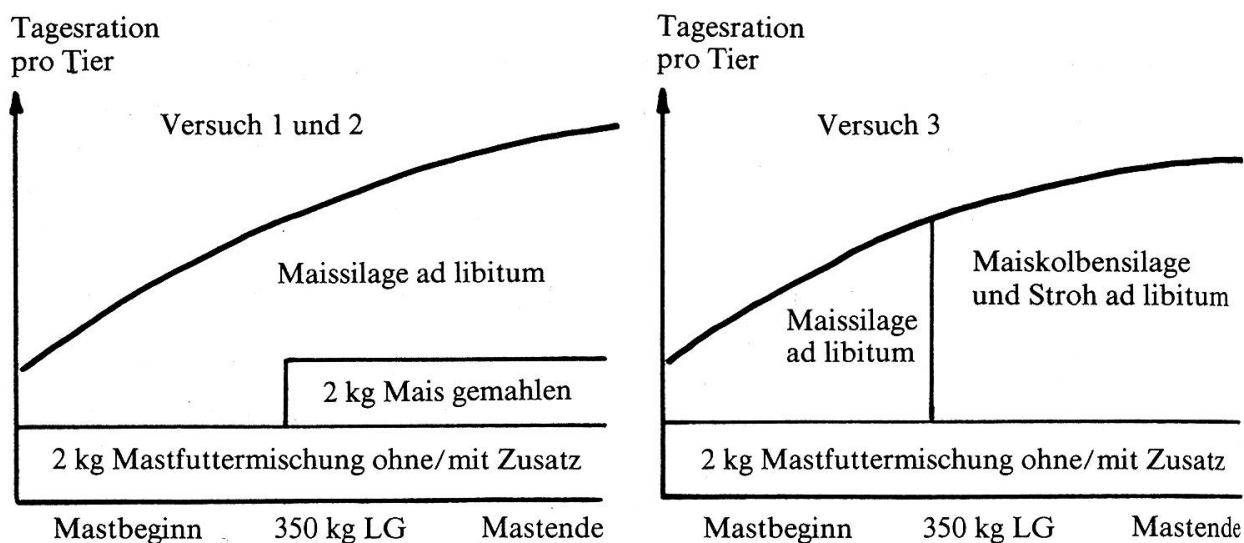 Tagesration
pro Tier
Versuch 1 und 2
Maissilage ad libitum
2 kg Mais gemahlen
2 kg Mastfuttermischung ohne/mit Zusatz
Mastbeginn 350 kg LG Mastende
Tagesration
pro Tier
Versuch 3
Maissilage
ad libitum
Maiskolbensilage
und Stroh ad libitum
2 kg Mastfuttermischung ohne/mit Zusatz
Mastbeginn 350 kg LG Mastende